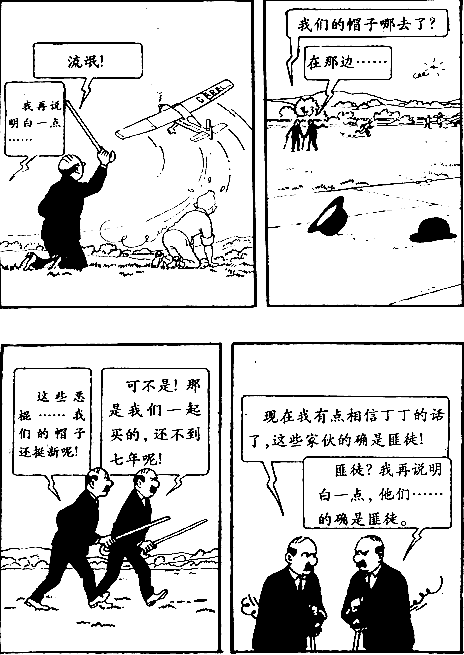 流氓！
我再说
明白一点
……
我们的帽子哪去了？
在那边……
这些恶
棍……我
们的帽子
还挺新呢！
可不是！那
是我们一起
买的，还不到
七年呢！
现在我有点相信丁丁的话
了，这些家伙的确是匪徒！
匪徒？我再说明
白一点，他们……
的确是匪徒。